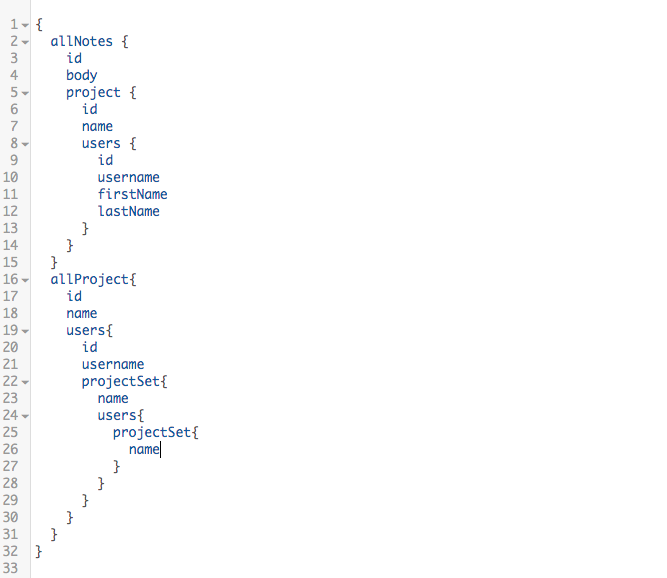 1 {
2   allNotes {
3     id
4     body
5     project {
6       id
7       name
8       users {
9         id
10         username
11         firstName
12         lastName
13       }
14     }
15   }
16   allProject{
17     id
18     name
19     users{
20       id
21       username
22       projectSet{
23         name
24         users{
25           projectSet{
26             name
27           }
28         }
29       }
30     }
31   }
32 }
33